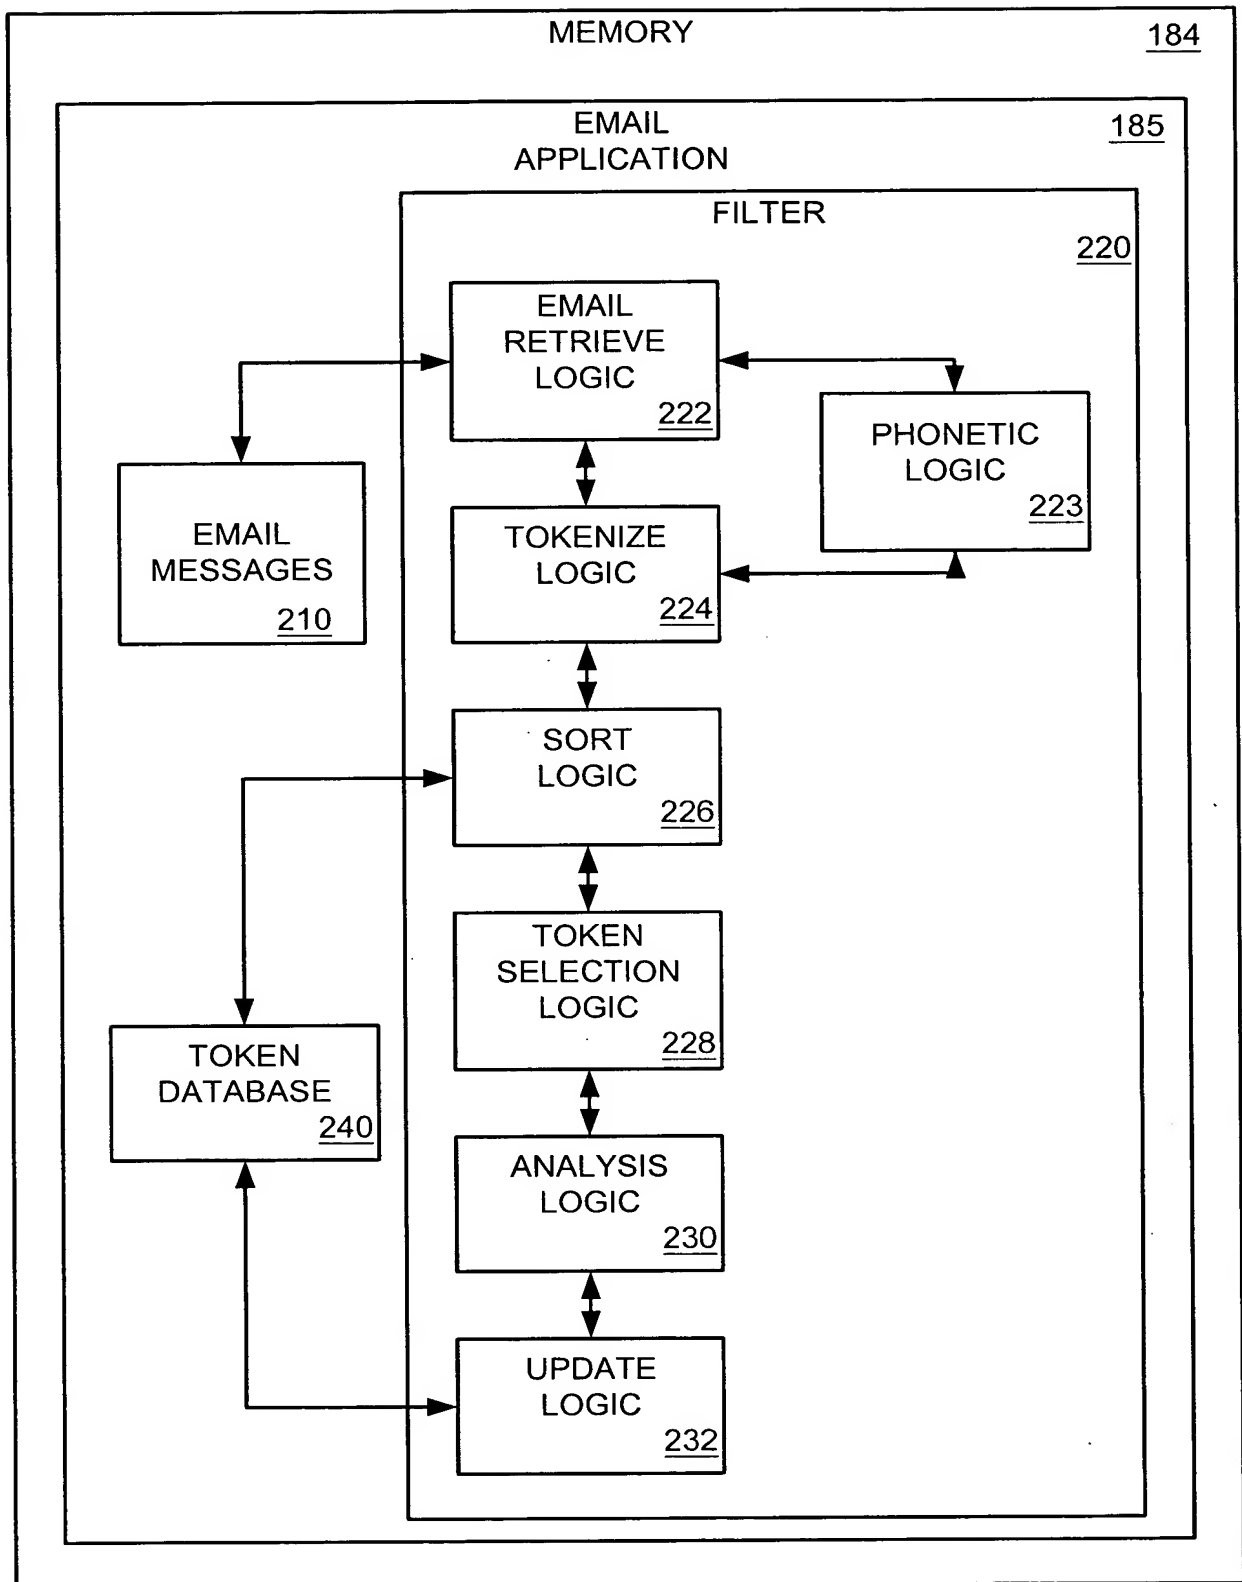 MEMORY
184
EMAIL
APPLICATION
185
FILTER
220
EMAIL
RETRIEVE
LOGIC
222
PHONETIC
LOGIC
223
EMAIL
MESSAGES
210
TOKENIZE
LOGIC
224
SORT
LOGIC
226
TOKEN
SELECTION
LOGIC
228
TOKEN
DATABASE
240
ANALYSIS
LOGIC
230
UPDATE
LOGIC
232